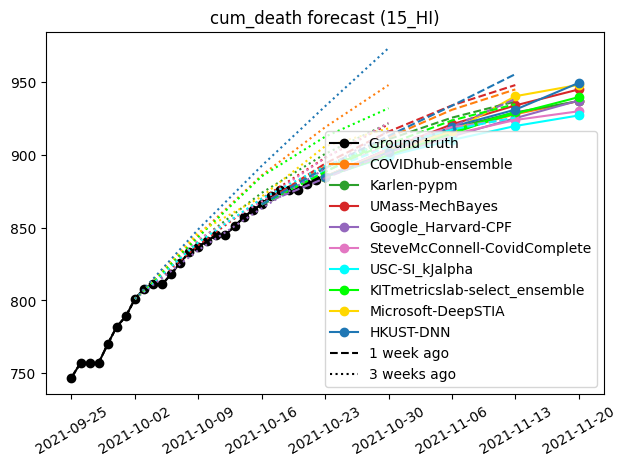 cum_death forecast (15_HI)
950
900
850
800
750
Ground truth
COVIDhub-ensemble
Karlen-pypm
UMass-MechBayes
Google_Harvard-CPF
SteveMcConnell-CovidComplete
USC-SI_kJalpha
KITmetricslab-select_ensemble
Microsoft-DeepSTIA
HKUST-DNN
1 week ago
3 weeks ago
2021-09-25
2021-10-02
2021-10-09
2021-10-16
2021-10-23
2021-10-30
2021-11-06
2021-11-13
2021-11-20